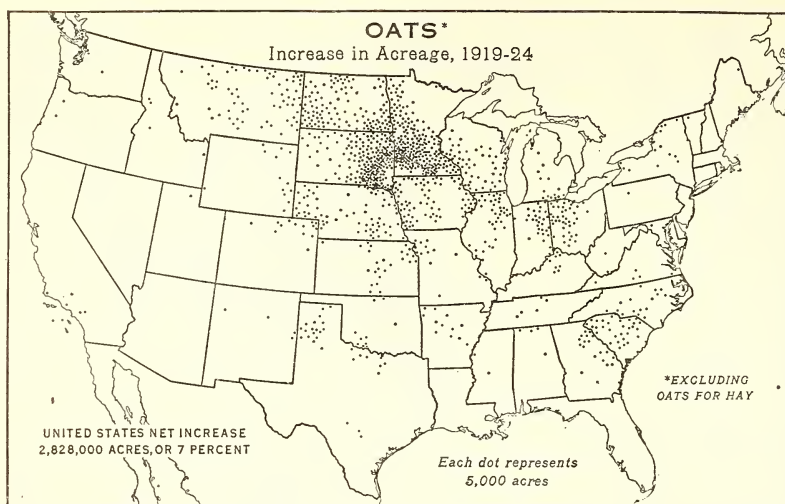 OATS*
Increase in Acreage, 1919-24
*EXCLUDING
OATS FOR HAY
UNITED STATES NET INCREASE
2,828,000 ACRES, OR 7 PERCENT
Each dot represents
5,000 acres